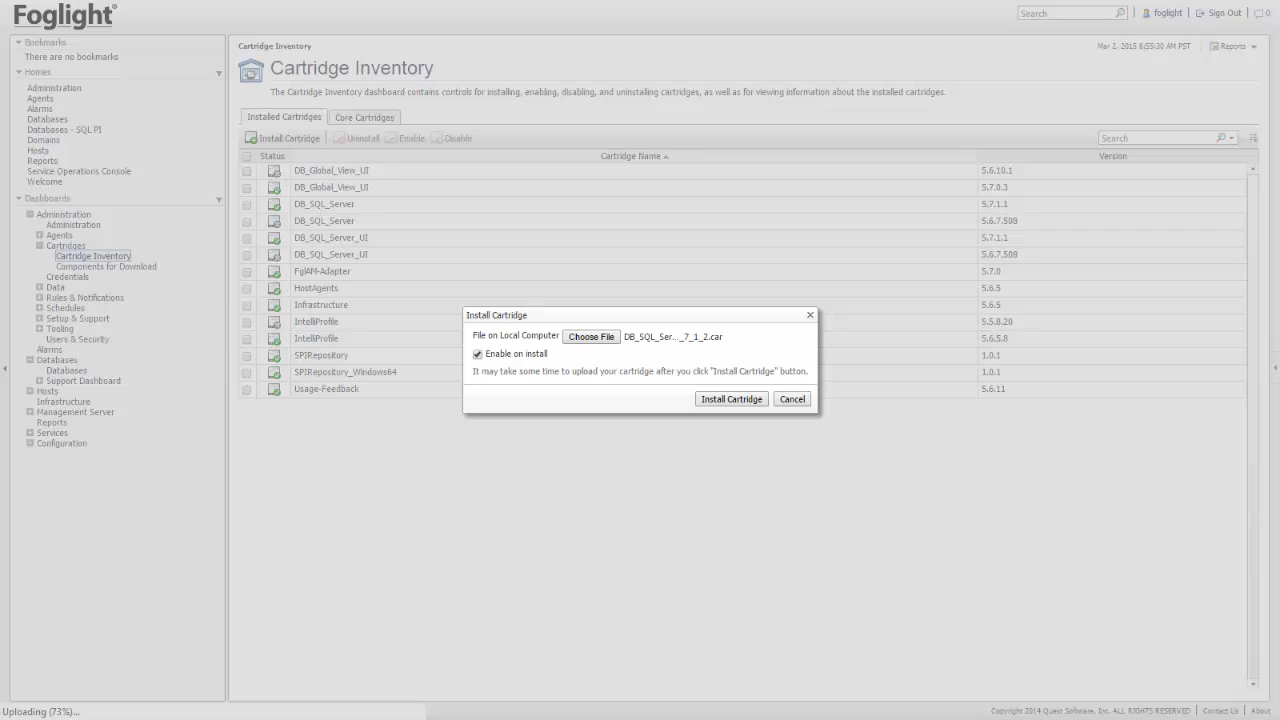 Foglight®
Search
foglight
Sign Out
0
Bookmarks
There are no bookmarks
Homes
Administration
Agents
Alarms
Databases
Databases - SQL PI
Domains
Hosts
Reports
Service Operations Console
Welcome
Dashboards
Administration
Administration
Agents
Cartridges
Cartridge Inventory
Components for Download
Credentials
Data
Rules & Notifications
Schedules
Setup & Support
Tooling
Users & Security
Alarms
Databases
Databases
Support Dashboard
Hosts
Infrastructure
Management Server
Reports
Services
Configuration
Cartridge Inventory
Mar 2, 2015 8:55:30 AM PST
Reports
Cartridge Inventory
The Cartridge Inventory dashboard contains controls for installing, enabling, disabling, and uninstalling cartridges, as well as for viewing information about the installed cartridges.
Installed Cartridges Core Cartridges
Install Cartridge Uninstall Enable Disable Search
Status Cartridge Name Version
DB_Global_View_UI 5.6.10.1
DB_Global_View_UI 5.7.0.3
DB_SQL_Server 5.7.1.1
DB_SQL_Server 5.6.7.508
DB_SQL_Server_UI 5.7.1.1
DB_SQL_Server_UI 5.6.7.508
FglAM-Adapter 5.7.0
HostAgents 5.6.5
Infrastructure 5.6.5
IntelliProfile 5.5.8.20
IntelliProfile 5.6.5.8
SPIRepository 1.0.1
SPIRepository_Windows64 1.0.1
Usage-Feedback 5.6.11
Install Cartridge
File on Local Computer Choose File DB_SQL_Ser..._7_1_2.car
Enable on install
It may take some time to upload your cartridge after you click "Install Cartridge" button.
Install Cartridge Cancel
Uploading (73%)...
Copyright 2014 Quest Software, Inc. ALL RIGHTS RESERVED Contact Us About